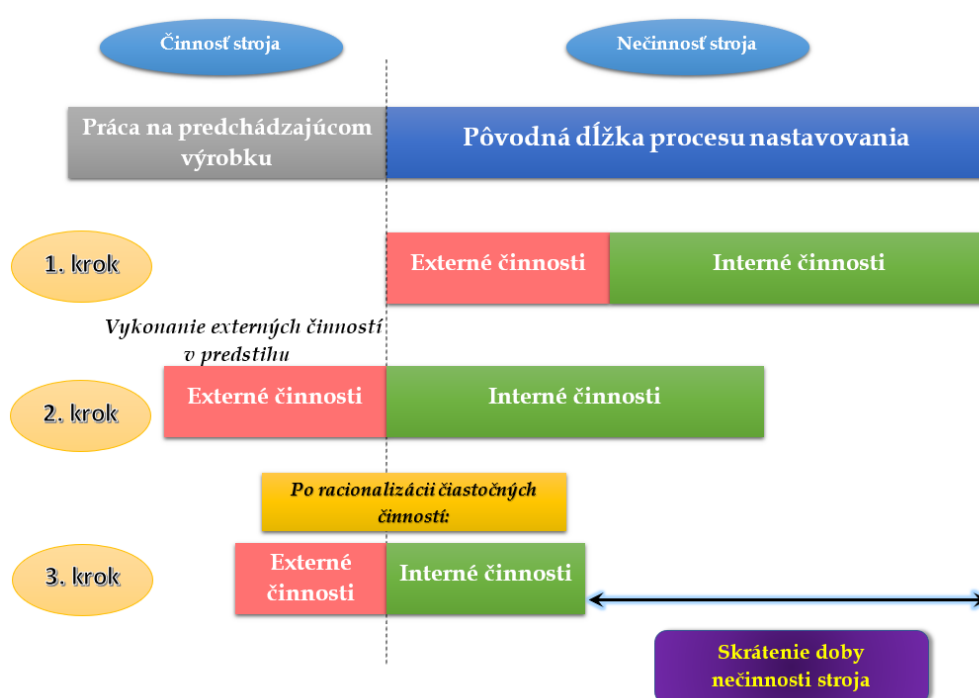 Činnosť stroja
Nečinnosť stroja
Práca na predchádzajúcom
výrobku
Pôvodná dĺžka procesu nastavovania
1. krok
Externé činnosti
Interné činnosti
Vykonanie externých činností
v predstihu
2. krok
Externé činnosti
Interné činnosti
Po racionalizácii čiastočných
činností:
3. krok
Externé
činnosti
Interné činnosti
Skrátenie doby
nečinnosti stroja